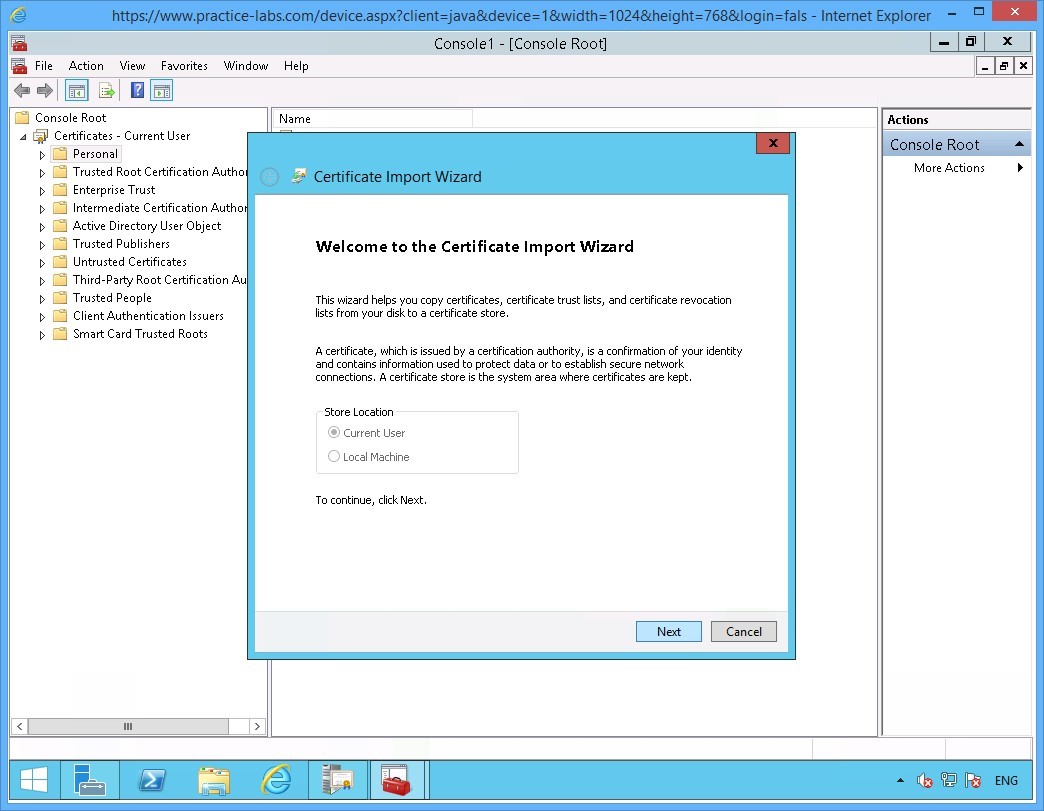 https://www.practice-labs.com/device.aspx?client=java&device=1&width=1024&height=768&login=fals - Internet Explorer
Console1 - [Console Root]
File Action View Favorites Window Help
Console Root
Certificates - Current User
Personal
Trusted Root Certification Author
Enterprise Trust
Intermediate Certification Author
Active Directory User Object
Trusted Publishers
Untrusted Certificates
Third-Party Root Certification Au
Trusted People
Client Authentication Issuers
Smart Card Trusted Roots
Name
Actions
Console Root
More Actions
Certificate Import Wizard
Welcome to the Certificate Import Wizard
This wizard helps you copy certificates, certificate trust lists, and certificate revocation
lists from your disk to a certificate store.
A certificate, which is issued by a certification authority, is a confirmation of your identity
and contains information used to protect data or to establish secure network
connections. A certificate store is the system area where certificates are kept.
Store Location
Current User
Local Machine
To continue, click Next.
Next Cancel
ENG